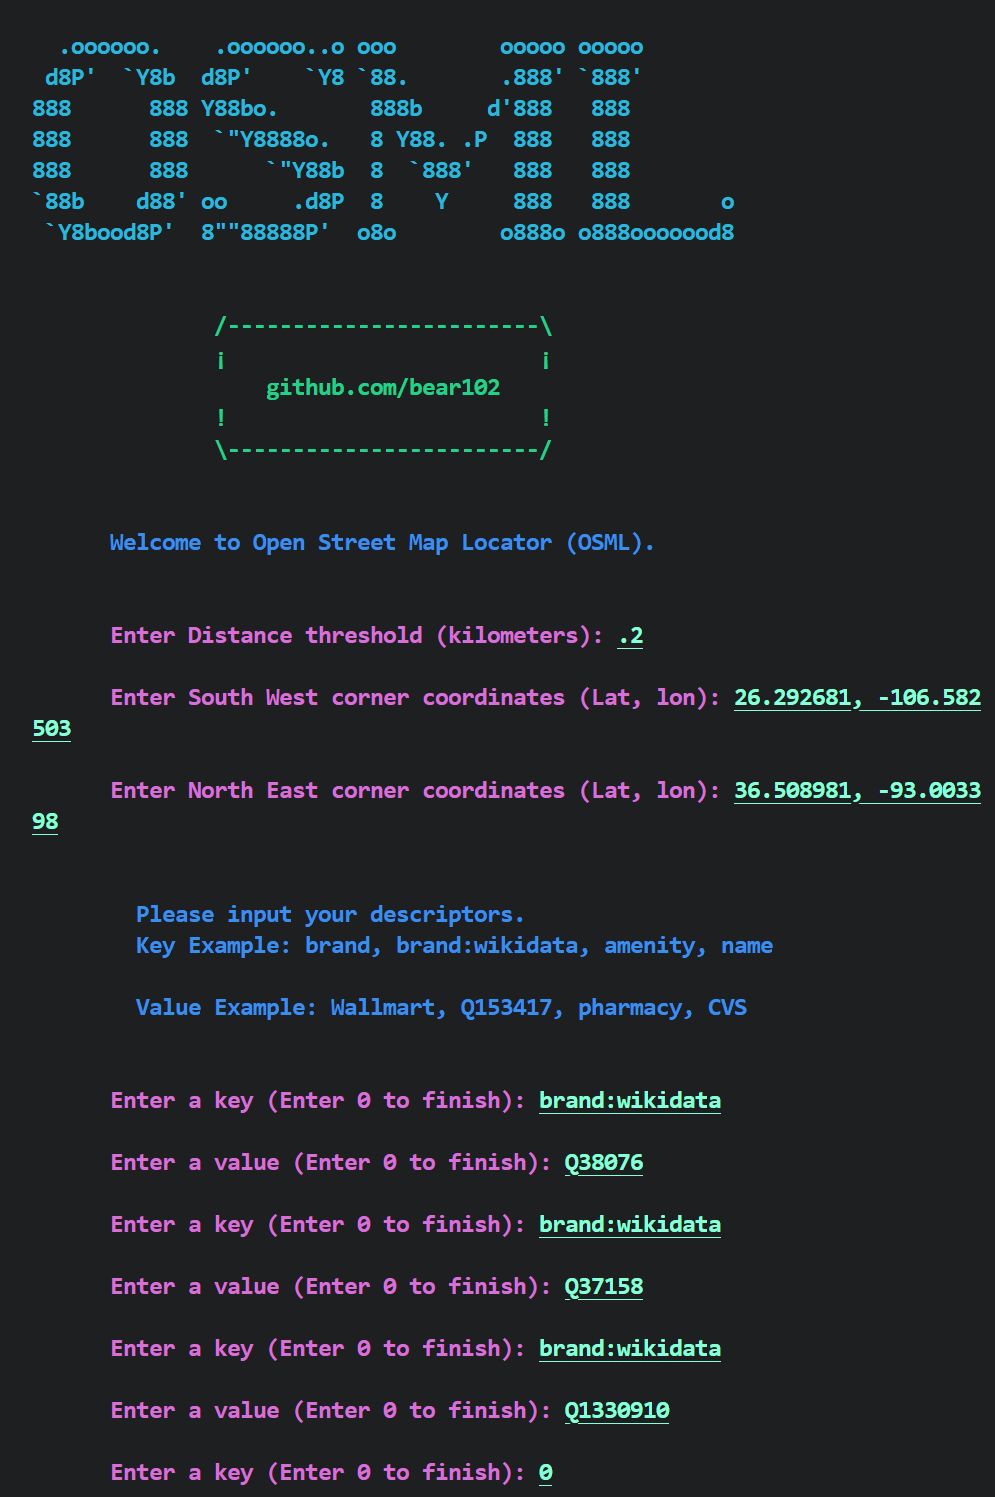 .oooooo.    .oooooo..o ooo        ooooo ooooo
 d8P'  `Y8b  d8P'    `Y8 `88.       .888' `888'
888      888 Y88bo.       888b     d'888   888
888      888  `"Y8888o.   8 Y88. .P  888   888
888      888      `"Y88b  8  `888'   888   888
`88b    d88' oo     .d8P  8    Y     888   888       o
 `Y8bood8P'  8""88888P'  o8o        o888o o888ooooood8
/------------------------\
¡                        ¡
github.com/bear102
!                        !
\------------------------/
Welcome to Open Street Map Locator (OSML).
Enter Distance threshold (kilometers): .2
Enter South West corner coordinates (Lat, lon): 26.292681, -106.582
503
Enter North East corner coordinates (Lat, lon): 36.508981, -93.0033
98
Please input your descriptors.
Key Example: brand, brand:wikidata, amenity, name
Value Example: Wallmart, Q153417, pharmacy, CVS
Enter a key (Enter 0 to finish): brand:wikidata
Enter a value (Enter 0 to finish): Q38076
Enter a key (Enter 0 to finish): brand:wikidata
Enter a value (Enter 0 to finish): Q37158
Enter a key (Enter 0 to finish): brand:wikidata
Enter a value (Enter 0 to finish): Q1330910
Enter a key (Enter 0 to finish): 0